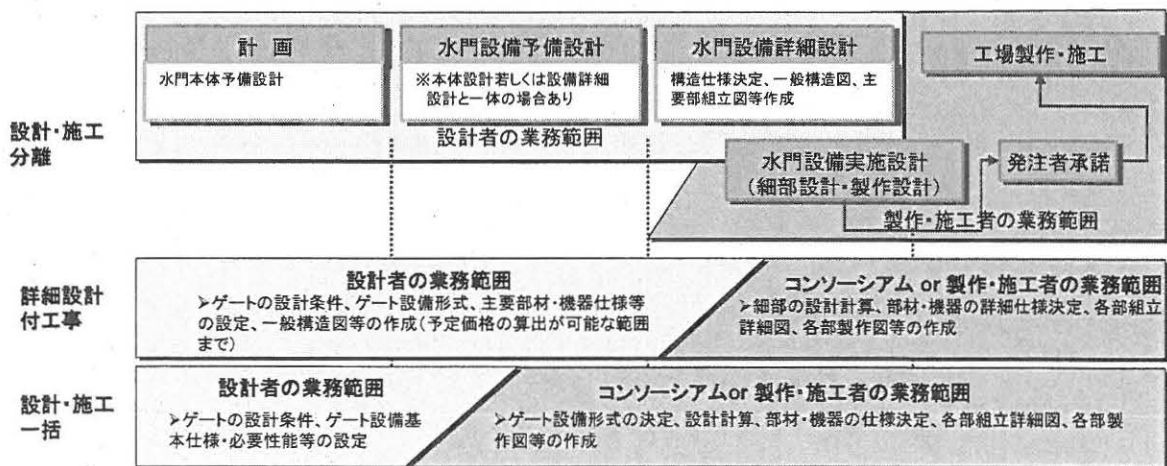 計 画
水門本体予備設計
水門設備予備設計
※本体設計若しくは設備詳細
設計と一体の場合あり
水門設備詳細設計
構造仕様決定、一般構造図、主
要部組立図等作成
工場製作・施工
設計・施工
分離
設計者の業務範囲
水門設備実施設計
(細部設計・製作設計)
発注者承諾
製作・施工者の業務範囲
詳細設計
付工事
設計者の業務範囲
➢ゲートの設計条件、ゲート設備形式、主要部材・機器仕様等
の設定、一般構造図等の作成(予定価格の算出が可能な範囲
まで)
コンソーシアム or 製作・施工者の業務範囲
➢細部の設計計算、部材・機器の詳細仕様決定、各部組立
詳細図、各部製作図等の作成
設計・施工
一括
設計者の業務範囲
➢ゲートの設計条件、ゲート設備基
本仕様・必要性能等の設定
コンソーシアムor 製作・施工者の業務範囲
➢ゲート設備形式の決定、設計計算、部材・機器の仕様決定、各部組立詳細図、各部製
作図等の作成